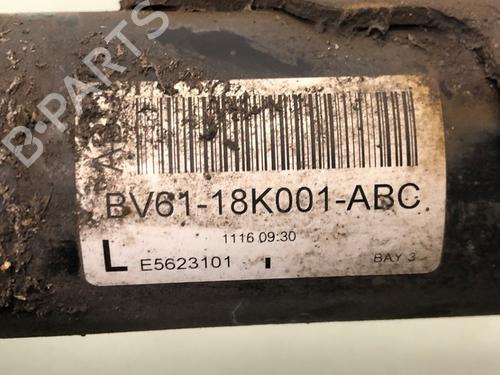 B-PARTS
BV61-18K001-ABC
1116 09:30
L E5623101 BAY 3